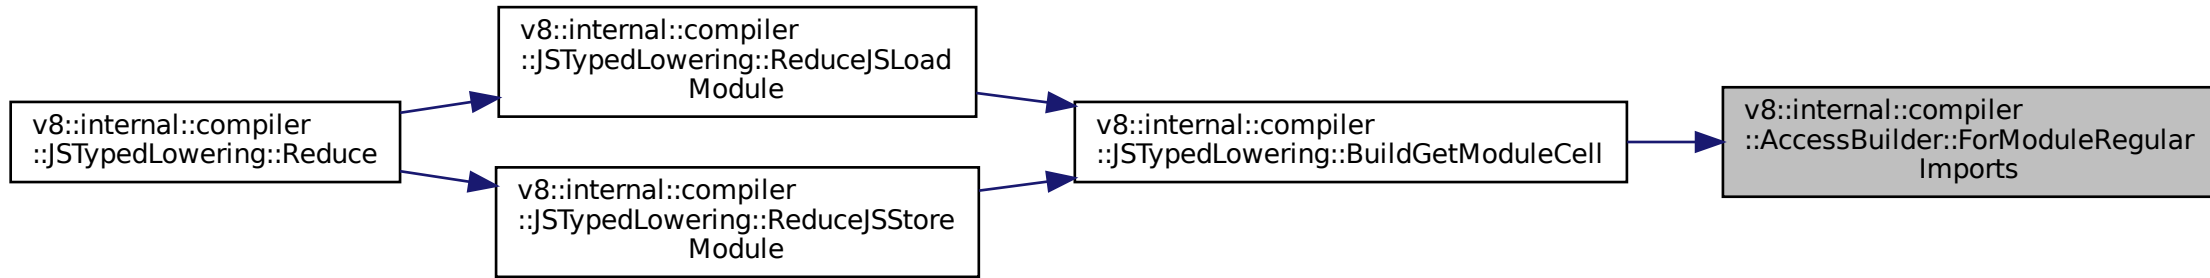 v8::internal::compiler
::JSTypedLowering::Reduce
v8::internal::compiler
::JSTypedLowering::ReduceJSLoad
Module
v8::internal::compiler
::JSTypedLowering::ReduceJSStore
Module
v8::internal::compiler
::JSTypedLowering::BuildGetModuleCell
v8::internal::compiler
::AccessBuilder::ForModuleRegular
Imports